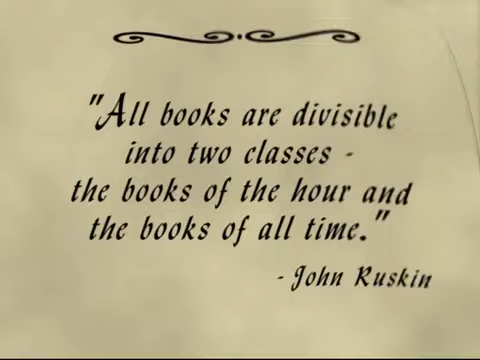 "All books are divisible
into two classes -
the books of the hour and
the books of all time."
- John Ruskin